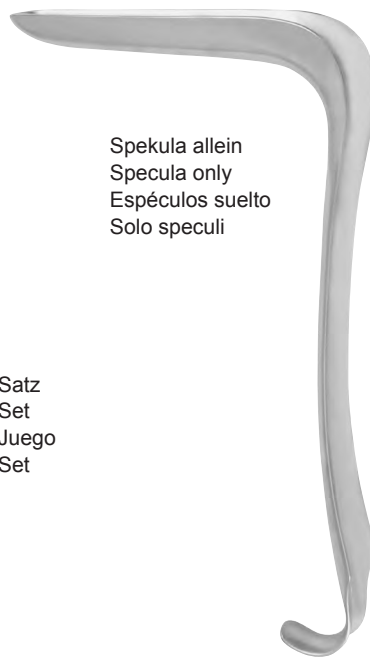 Spekula allein
Specula only
Espéculos suelto
Solo speculi
Satz
Set
Juego
Set